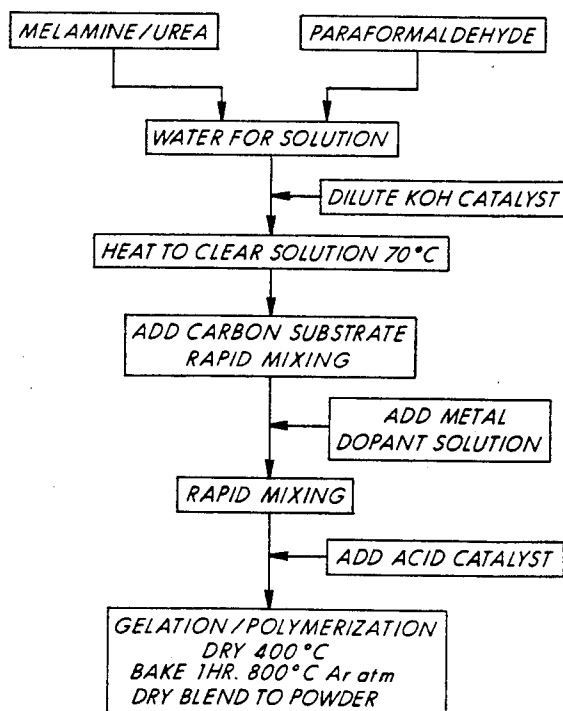 MELAMINE/UREA
PARAFORMALDEHYDE
WATER FOR SOLUTION
DILUTE KOH CATALYST
HEAT TO CLEAR SOLUTION 70°C
ADD CARBON SUBSTRATE
RAPID MIXING
ADD METAL
DOPANT SOLUTION
RAPID MIXING
ADD ACID CATALYST
GELATION/POLYMERIZATION
DRY 400°C
BAKE 1HR. 800°C Ar atm
DRY BLEND TO POWDER